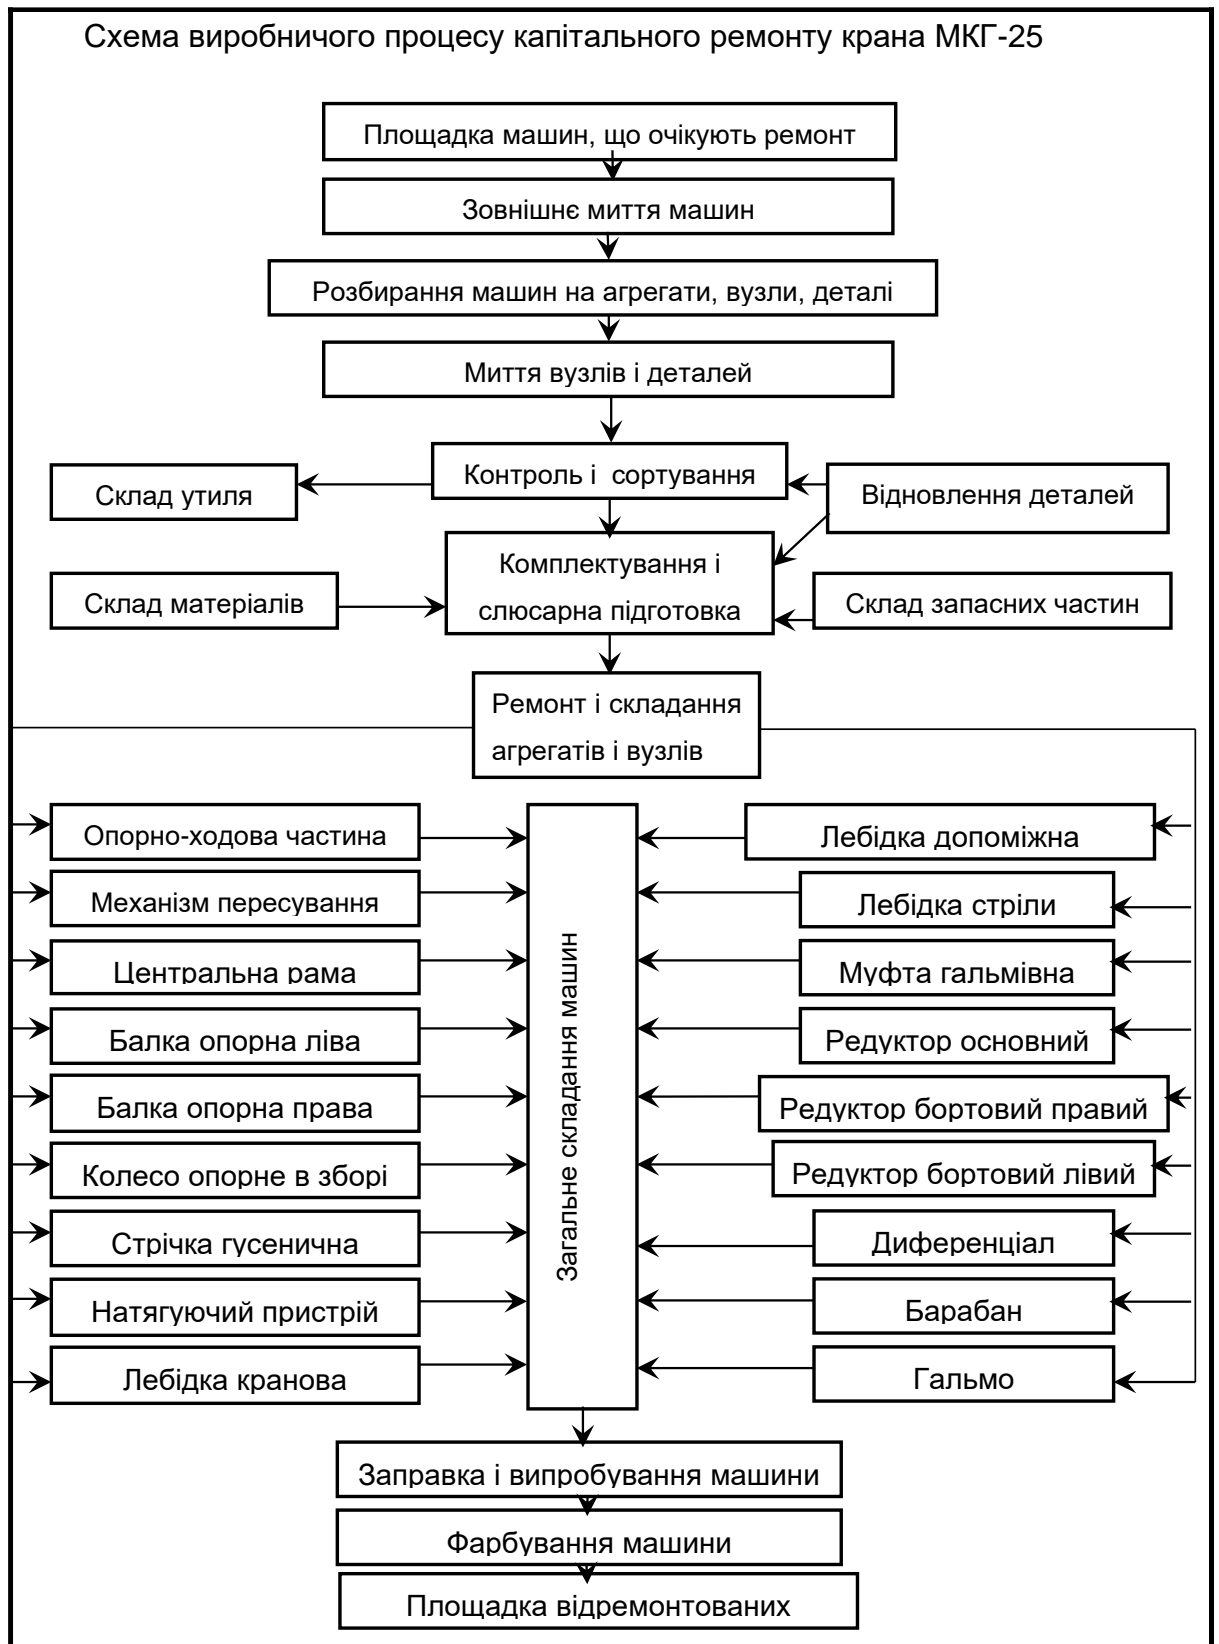 Схема виробничого процесу капітального ремонту крана МКГ-25
Площадка машин, що очікують ремонт
Зовнішнє миття машин
Розбирання машин на агрегати, вузли, деталі
Миття вузлів і деталей
Контроль і сортування
Склад утиля
Відновлення деталей
Комплектування і
слюсарна підготовка
Склад матеріалів
Склад запасних частин
Ремонт і складання
агрегатів і вузлів
Опорно-ходова частина
Механізм пересування
Центральна рама
Балка опорна ліва
Балка опорна права
Колесо опорне в зборі
Стрічка гусенична
Натягуючий пристрій
Лебідка кранова
Загальне складання машин
Лебідка допоміжна
Лебідка стріли
Муфта гальмівна
Редуктор основний
Редуктор бортовий правий
Редуктор бортовий лівий
Диференціал
Барабан
Гальмо
Заправка і випробування машини
Фарбування машини
Площадка відремонтованих